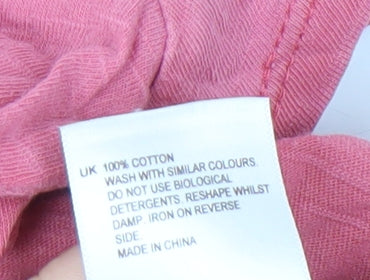 UK 100% COTTON
WASH WITH SIMILAR COLOURS.
DO NOT USE BIOLOGICAL
DETERGENTS. RESHAPE WHILST
DAMP. IRON ON REVERSE
SIDE.
MADE IN CHINA